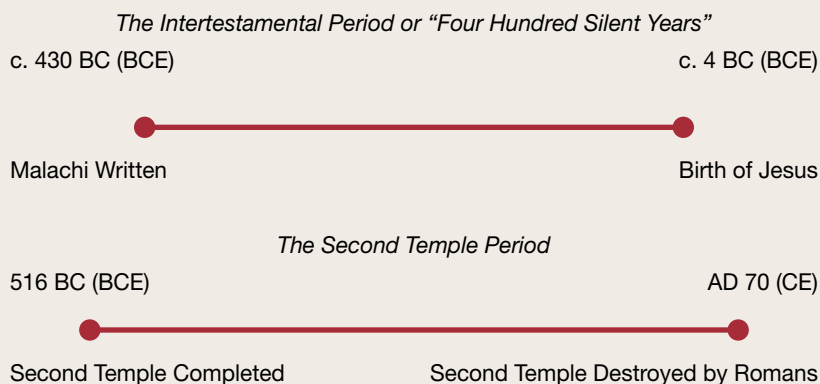 The Intertestamental Period or “Four Hundred Silent Years”
c. 430 BC (BCE) c. 4 BC (BCE)
Malachi Written Birth of Jesus
The Second Temple Period
516 BC (BCE) AD 70 (CE)
Second Temple Completed Second Temple Destroyed by Romans